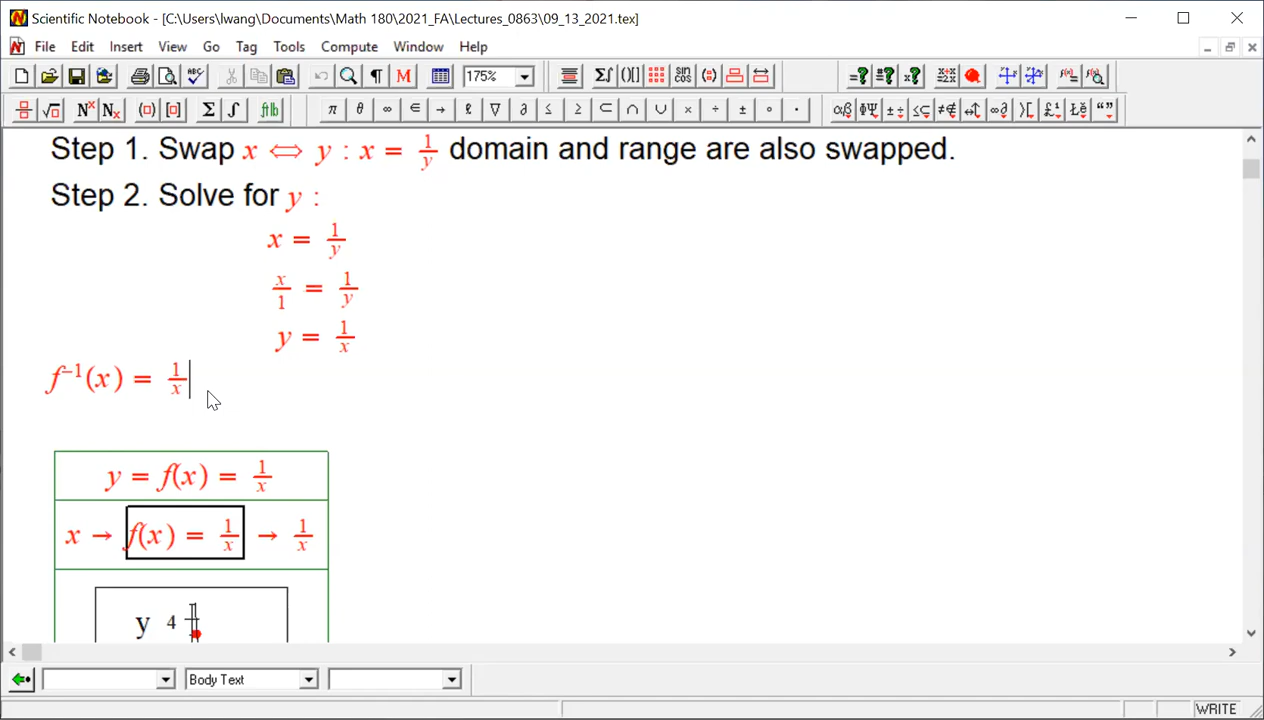 Scientific Notebook - [C:\Users\lwang\Documents\Math 180\2021_FA\Lectures_0863\09_13_2021.tex]
File Edit Insert View Go Tag Tools Compute Window Help
175%
Step 1. Swap x ⟺ y : x = 1/y domain and range are also swapped.
Step 2. Solve for y :
x = 1/y
x/1 = 1/y
y = 1/x
f⁻¹(x) = 1/x
y = f(x) = 1/x
x → f(x) = 1/x → 1/x
y 4
Body Text
WRITE